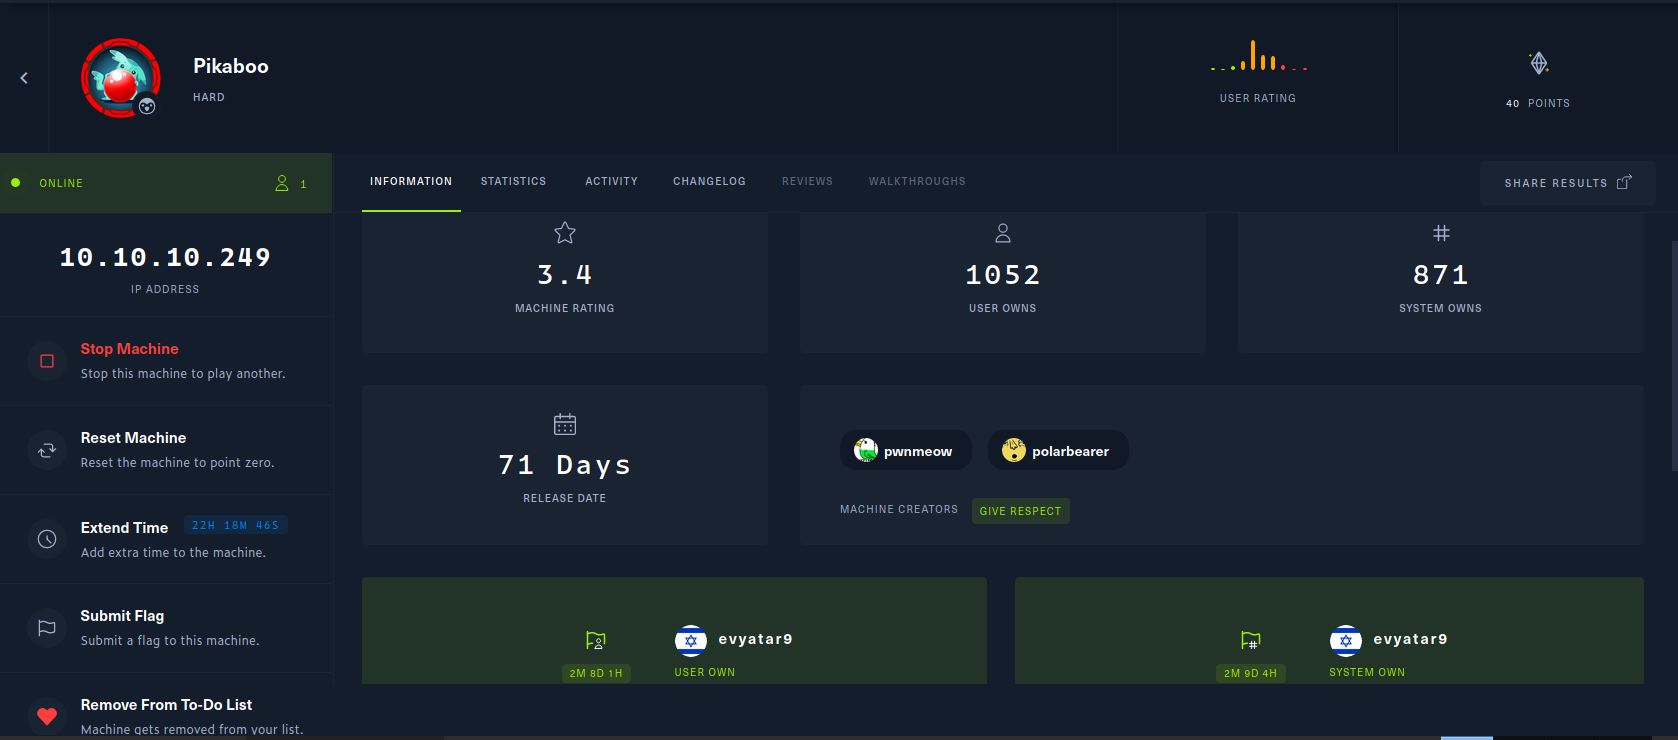 Pikaboo
HARD
USER RATING
40 POINTS
ONLINE
1
INFORMATION
STATISTICS
ACTIVITY
CHANGELOG
REVIEWS
WALKTHROUGHS
SHARE RESULTS
10.10.10.249
IP ADDRESS
Stop Machine
Stop this machine to play another.
Reset Machine
Reset the machine to point zero.
Extend Time 22H 18M 46S
Add extra time to the machine.
Submit Flag
Submit a flag to this machine.
Remove From To-Do List
Machine gets removed from your list.
3.4
MACHINE RATING
1052
USER OWNS
871
SYSTEM OWNS
71 Days
RELEASE DATE
pwnmeow
polarbearer
MACHINE CREATORS
GIVE RESPECT
evyatar9
2M 8D 1H
USER OWN
evyatar9
2M 9D 4H
SYSTEM OWN